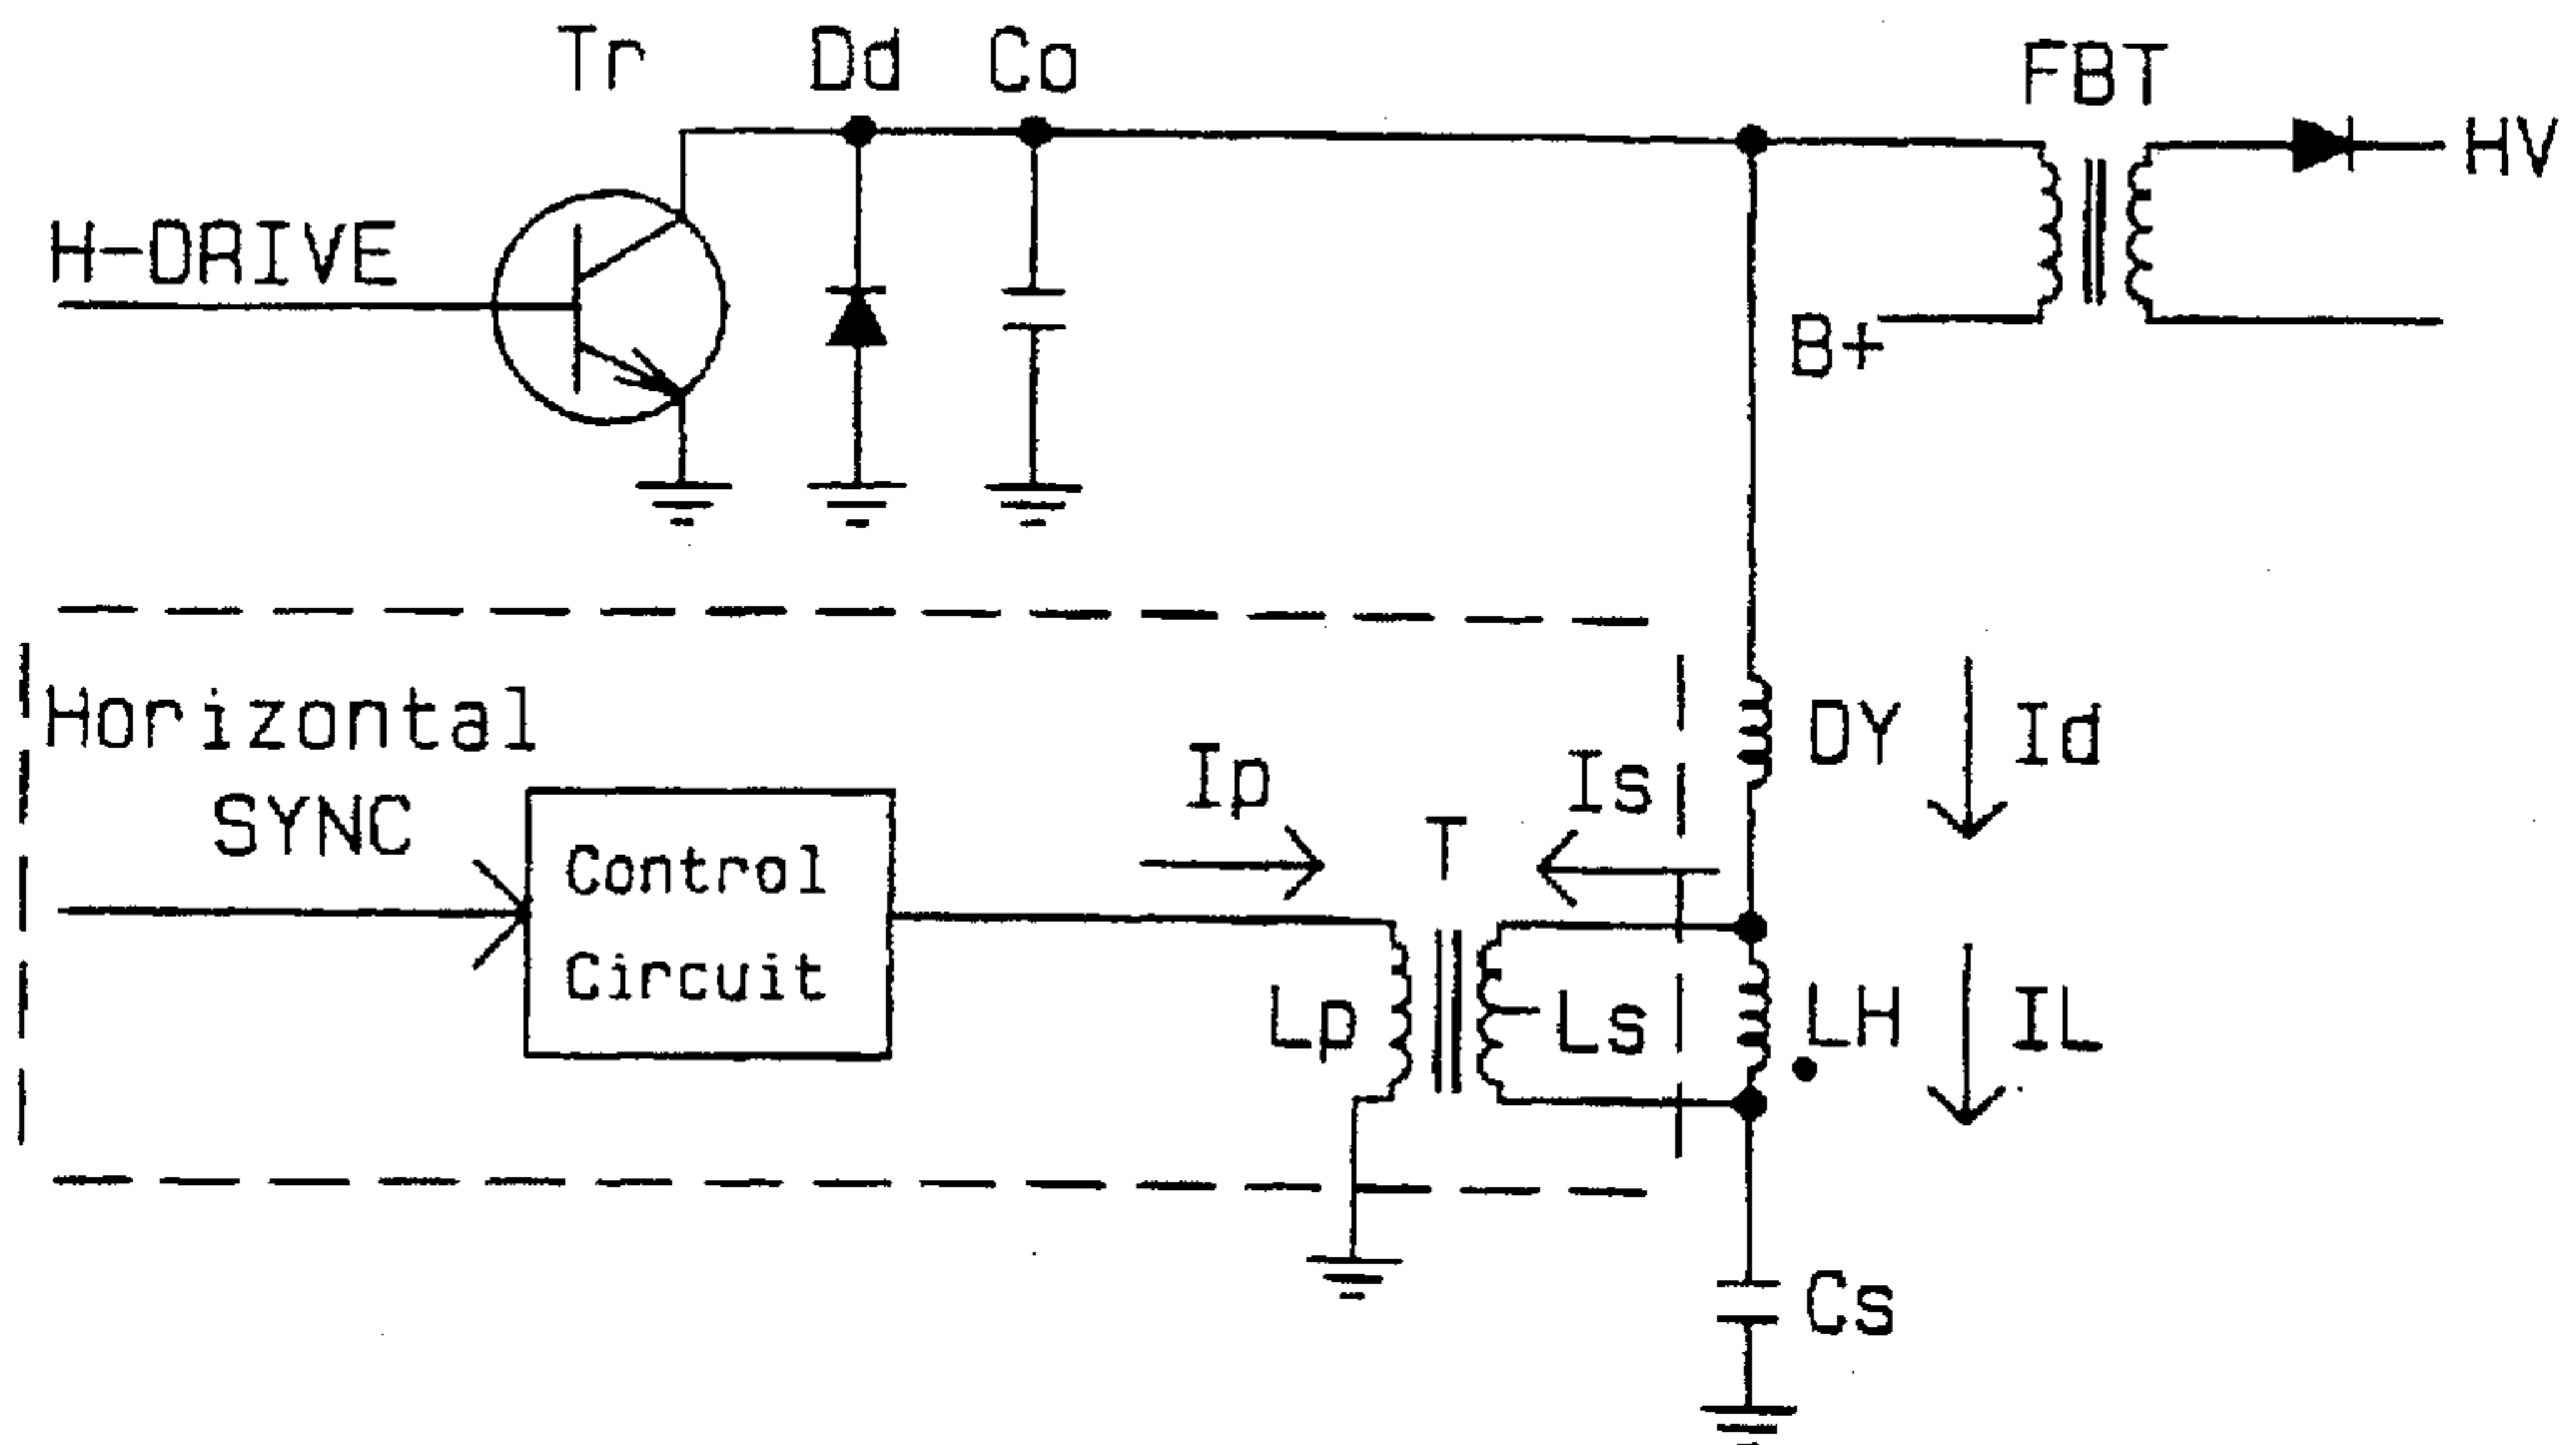 Tr
Dd
Co
FBT
HV
H-DRIVE
B+
Horizontal
SYNC
Control
Circuit
Ip
T
Is
DY
Id
Lp
Ls
LH
IL
Cs